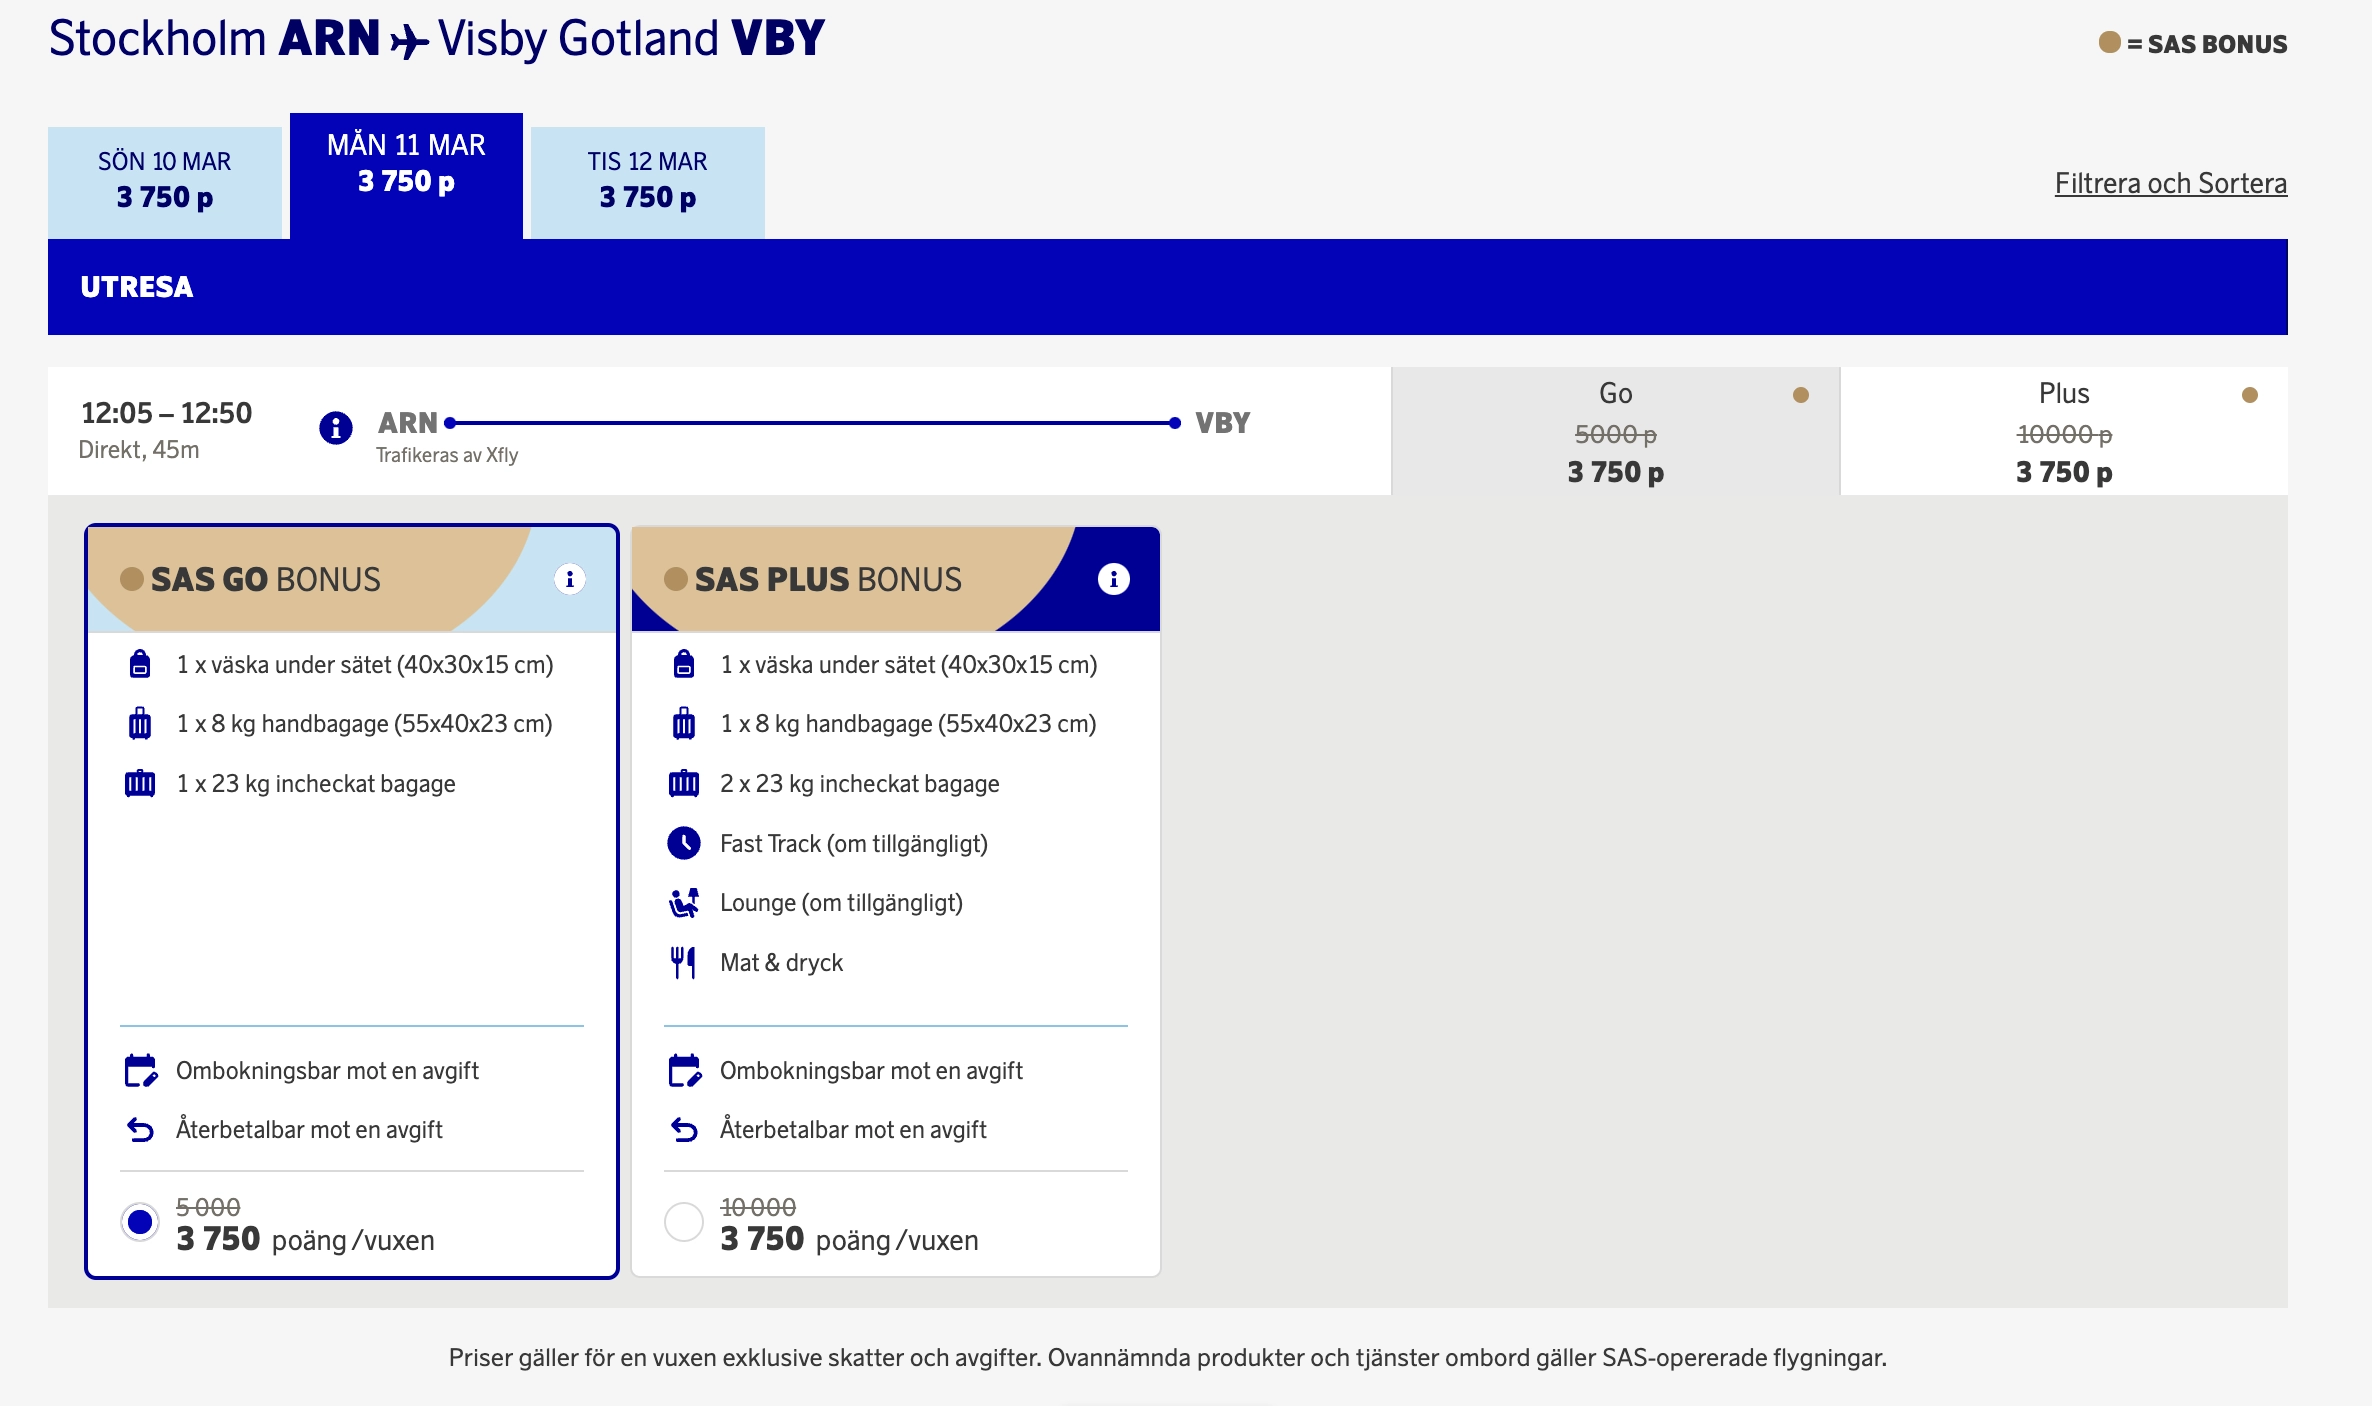 Stockholm ARN Visby Gotland VBY
= SAS BONUS
SÖN 10 MAR
3 750 p
MÅN 11 MAR
3 750 p
TIS 12 MAR
3 750 p
Filtrera och Sortera
UTRESA
12:05 – 12:50
Direkt, 45m
ARN
VBY
Trafikeras av Xfly
Go
5000 p
3 750 p
Plus
10000 p
3 750 p
SAS GO BONUS
1 x väska under sätet (40x30x15 cm)
1 x 8 kg handbagage (55x40x23 cm)
1 x 23 kg incheckat bagage
Ombokningsbar mot en avgift
Återbetalbar mot en avgift
5 000
3 750 poäng /vuxen
SAS PLUS BONUS
1 x väska under sätet (40x30x15 cm)
1 x 8 kg handbagage (55x40x23 cm)
2 x 23 kg incheckat bagage
Fast Track (om tillgängligt)
Lounge (om tillgängligt)
Mat & dryck
Ombokningsbar mot en avgift
Återbetalbar mot en avgift
10 000
3 750 poäng /vuxen
Priser gäller för en vuxen exklusive skatter och avgifter. Ovannämnda produkter och tjänster ombord gäller SAS-opererade flygningar.